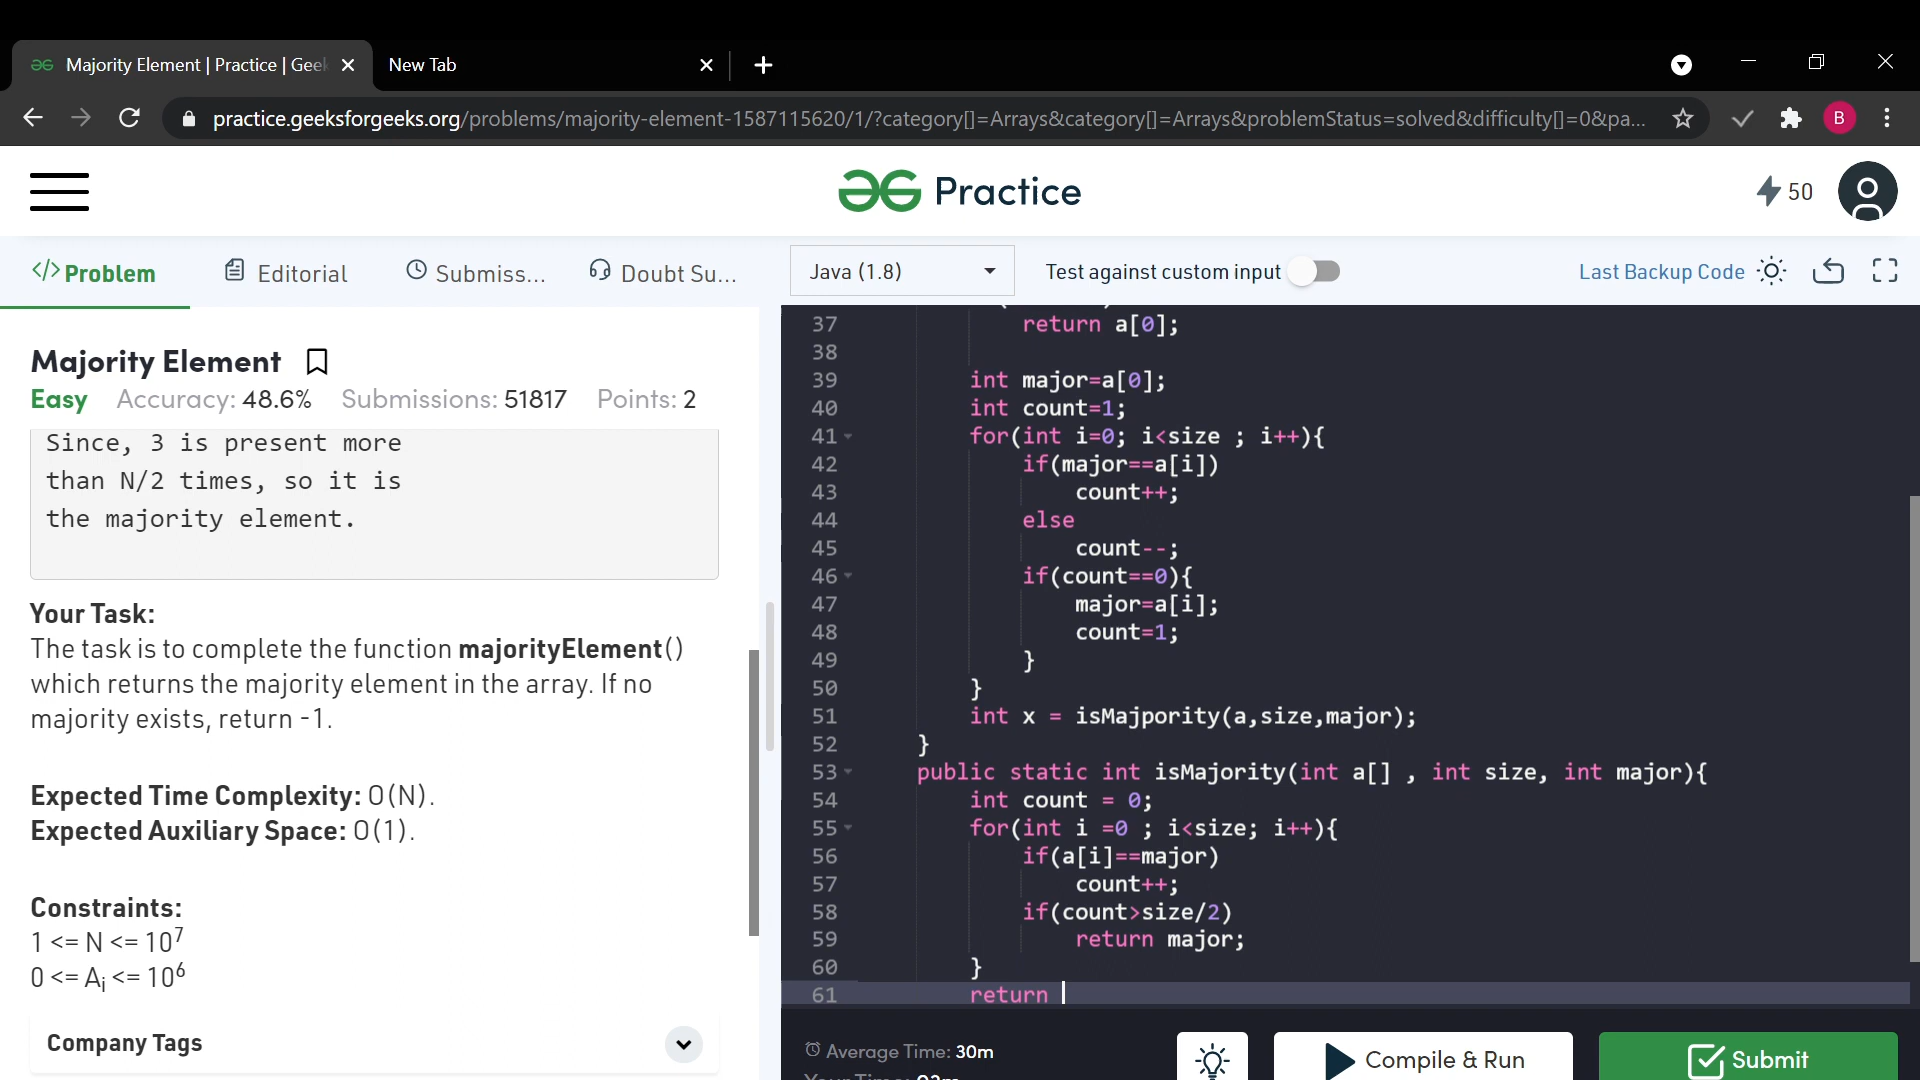 Majority Element | Practice | Geek
New Tab
practice.geeksforgeeks.org/problems/majority-element-1587115620/1/?category[]=Arrays&category[]=Arrays&problemStatus=solved&difficulty[]=0&pa...
B
Practice
50
</> Problem
Editorial
Submiss...
Doubt Su...
Java (1.8)
Test against custom input
Last Backup Code
Majority Element
Easy Accuracy: 48.6% Submissions: 51817 Points: 2
Since, 3 is present more
than N/2 times, so it is
the majority element.
Your Task:
The task is to complete the function majorityElement()
which returns the majority element in the array. If no
majority exists, return -1.
Expected Time Complexity: O(N).
Expected Auxiliary Space: O(1).
Constraints:
1 <= N <= 10⁷
0 <= Aᵢ <= 10⁶
Company Tags
37 return a[0];
38
39 int major=a[0];
40 int count=1;
41 for(int i=0; i<size ; i++){
42 if(major==a[i])
43 count++;
44 else
45 count--;
46 if(count==0){
47 major=a[i];
48 count=1;
49 }
50 }
51 int x = isMajpority(a,size,major);
52 }
53 public static int isMajority(int a[] , int size, int major){
54 int count = 0;
55 for(int i =0 ; i<size; i++){
56 if(a[i]==major)
57 count++;
58 if(count>size/2)
59 return major;
60 }
61 return
Average Time: 30m
Compile & Run
Submit